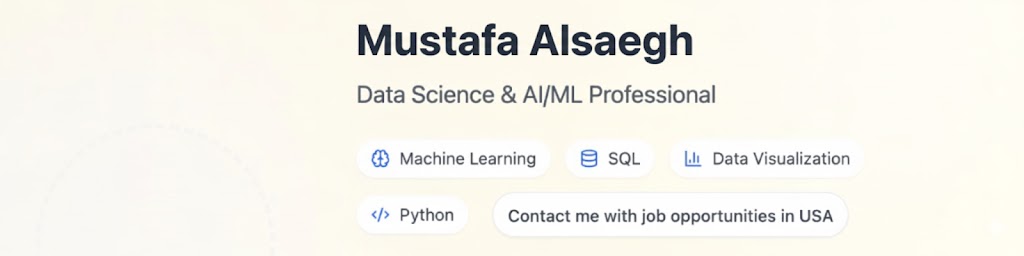 Mustafa Alsaegh
Data Science & AI/ML Professional
Machine Learning SQL Data Visualization
Python Contact me with job opportunities in USA